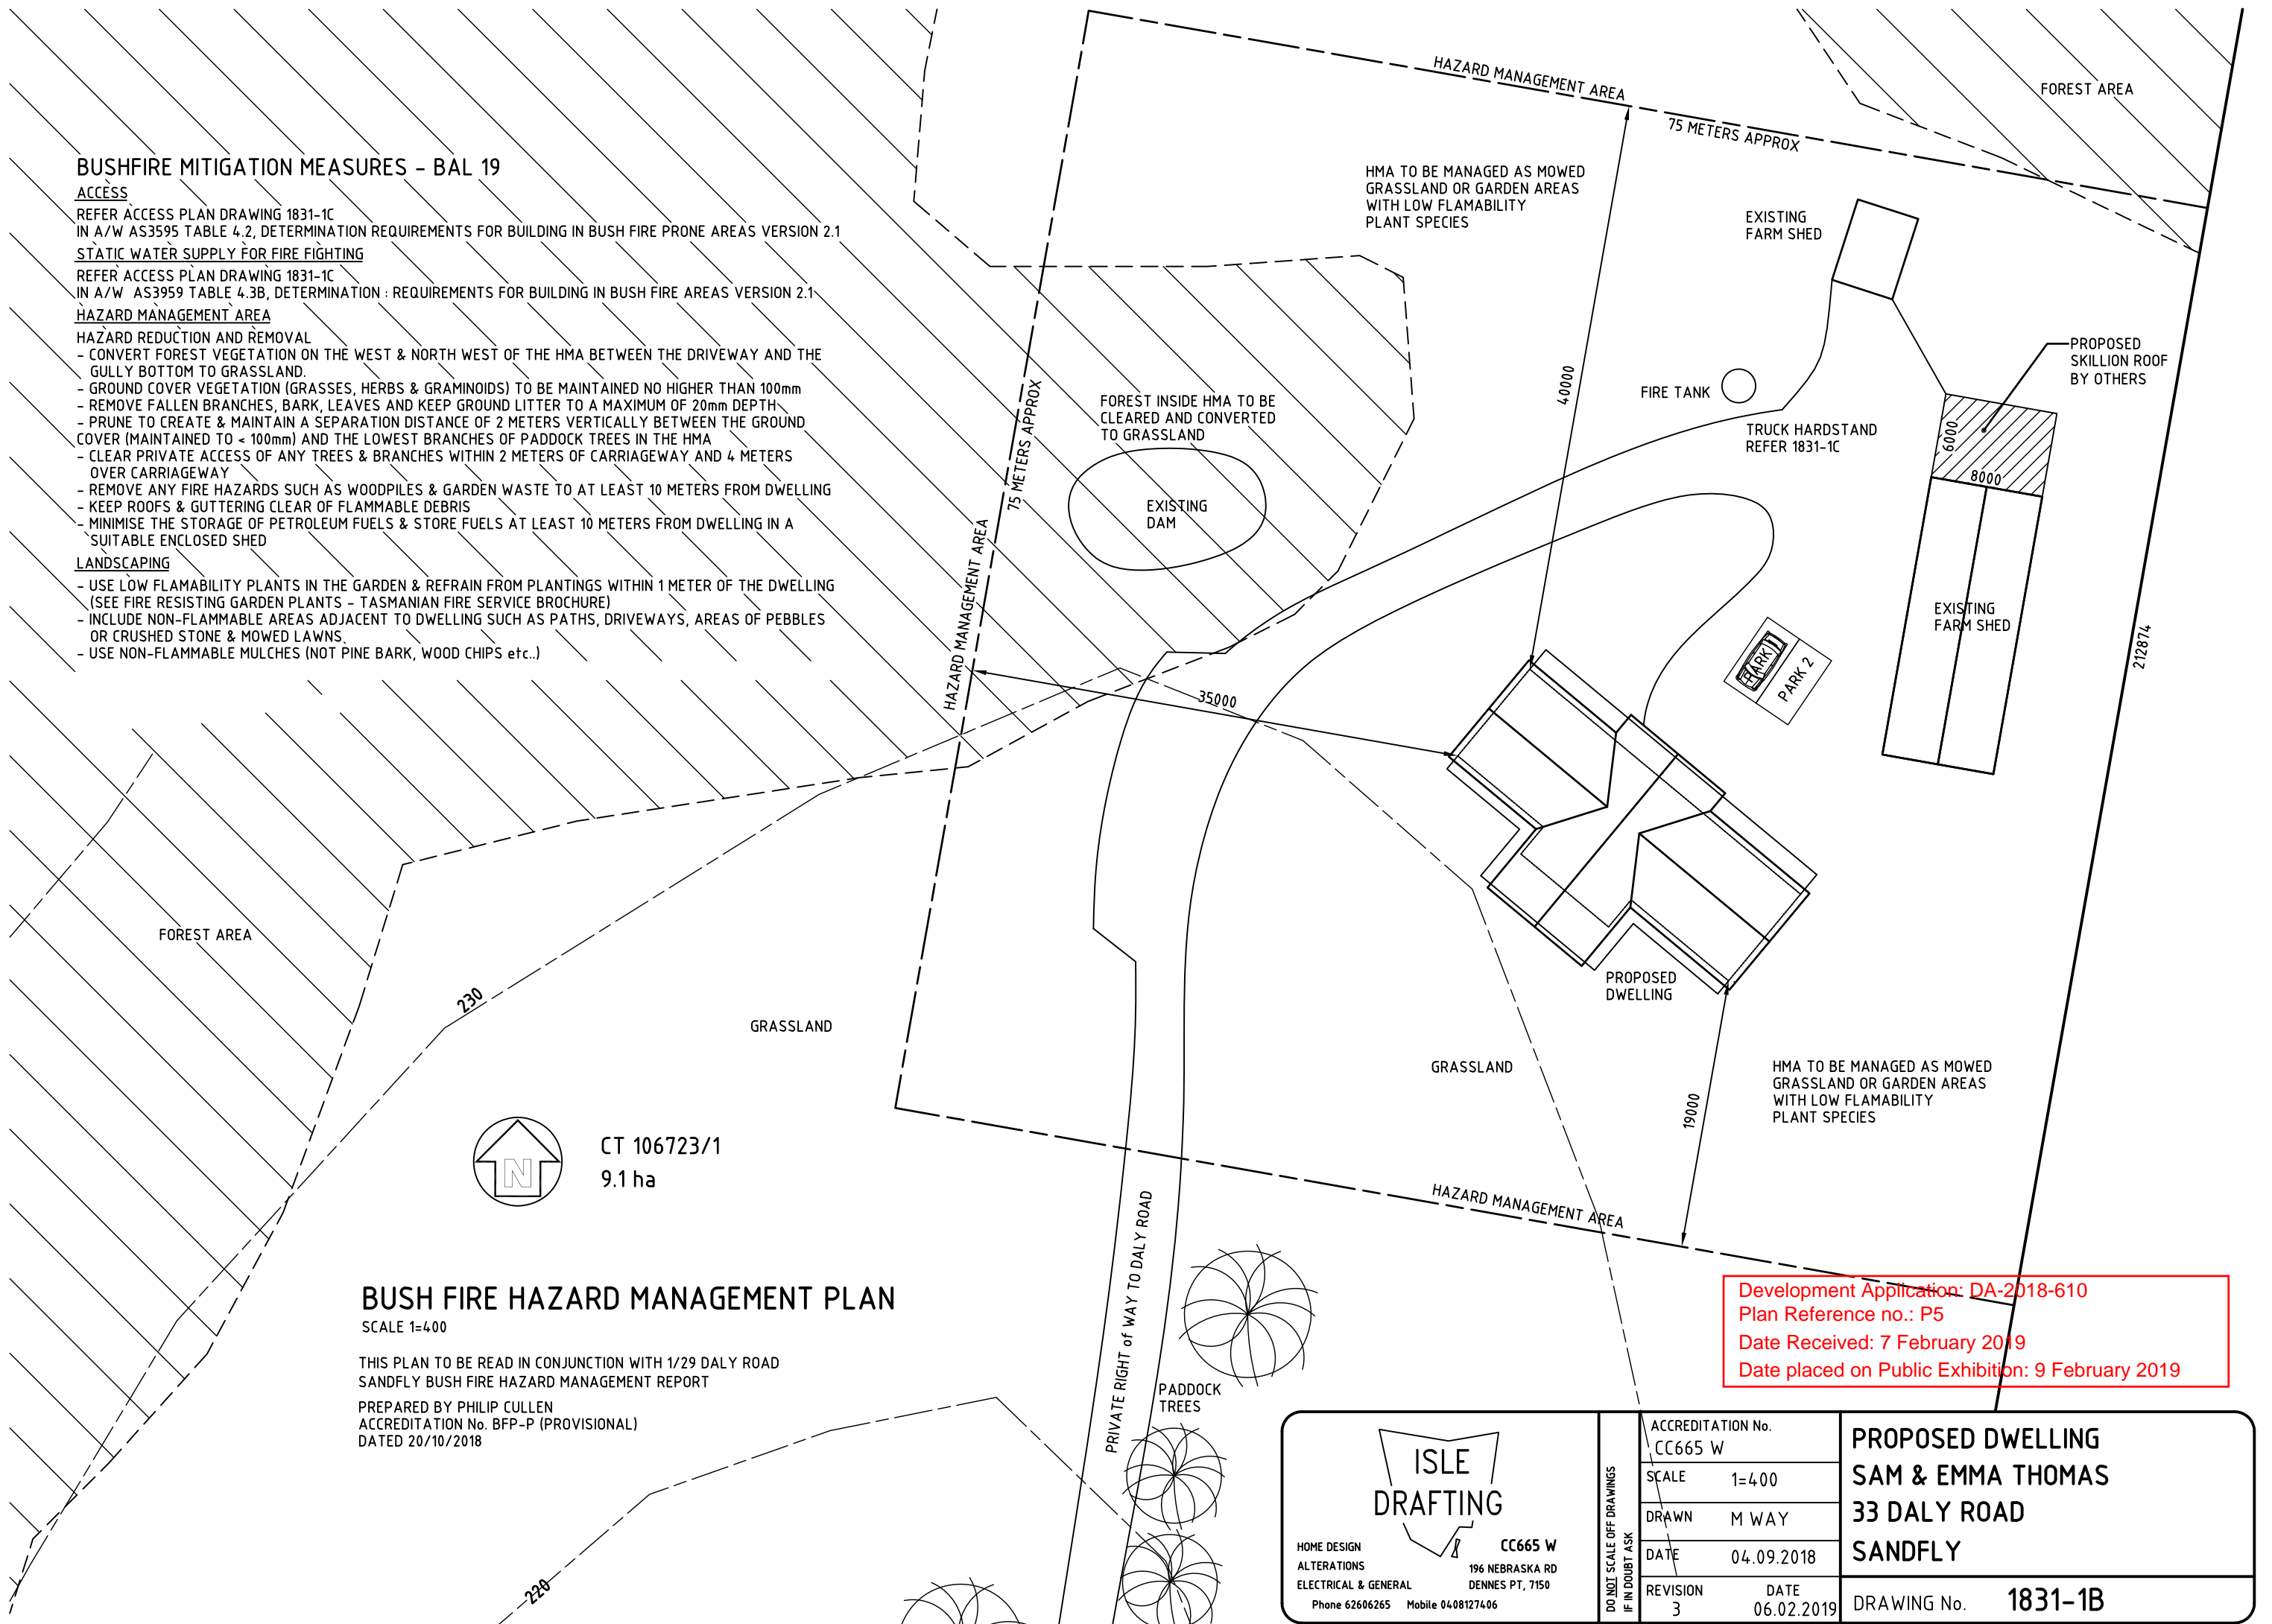 BUSHFIRE MITIGATION MEASURES - BAL 19
ACCESS
REFER ACCESS PLAN DRAWING 1831-1C
IN A/W AS3595 TABLE 4.2, DETERMINATION REQUIREMENTS FOR BUILDING IN BUSH FIRE PRONE AREAS VERSION 2.1
STATIC WATER SUPPLY FOR FIRE FIGHTING
REFER ACCESS PLAN DRAWING 1831-1C
IN A/W AS3959 TABLE 4.3B, DETERMINATION : REQUIREMENTS FOR BUILDING IN BUSH FIRE AREAS VERSION 2.1
HAZARD MANAGEMENT AREA
HAZARD REDUCTION AND REMOVAL
- CONVERT FOREST VEGETATION ON THE WEST & NORTH WEST OF THE HMA BETWEEN THE DRIVEWAY AND THE
GULLY BOTTOM TO GRASSLAND.
- GROUND COVER VEGETATION (GRASSES, HERBS & GRAMINOIDS) TO BE MAINTAINED NO HIGHER THAN 100mm
- REMOVE FALLEN BRANCHES, BARK, LEAVES AND KEEP GROUND LITTER TO A MAXIMUM OF 20mm DEPTH
- PRUNE TO CREATE & MAINTAIN A SEPARATION DISTANCE OF 2 METERS VERTICALLY BETWEEN THE GROUND
COVER (MAINTAINED TO < 100mm) AND THE LOWEST BRANCHES OF PADDOCK TREES IN THE HMA
- CLEAR PRIVATE ACCESS OF ANY TREES & BRANCHES WITHIN 2 METERS OF CARRIAGEWAY AND 4 METERS
OVER CARRIAGEWAY
- REMOVE ANY FIRE HAZARDS SUCH AS WOODPILES & GARDEN WASTE TO AT LEAST 10 METERS FROM DWELLING
- KEEP ROOFS & GUTTERING CLEAR OF FLAMMABLE DEBRIS
- MINIMISE THE STORAGE OF PETROLEUM FUELS & STORE FUELS AT LEAST 10 METERS FROM DWELLING IN A
SUITABLE ENCLOSED SHED
LANDSCAPING
- USE LOW FLAMABILITY PLANTS IN THE GARDEN & REFRAIN FROM PLANTINGS WITHIN 1 METER OF THE DWELLING
(SEE FIRE RESISTING GARDEN PLANTS - TASMANIAN FIRE SERVICE BROCHURE)
- INCLUDE NON-FLAMMABLE AREAS ADJACENT TO DWELLING SUCH AS PATHS, DRIVEWAYS, AREAS OF PEBBLES
OR CRUSHED STONE & MOWED LAWNS.
- USE NON-FLAMMABLE MULCHES (NOT PINE BARK, WOOD CHIPS etc..)
HAZARD MANAGEMENT AREA
75 METERS APPROX
FOREST AREA
HMA TO BE MANAGED AS MOWED
GRASSLAND OR GARDEN AREAS
WITH LOW FLAMABILITY
PLANT SPECIES
EXISTING
FARM SHED
PROPOSED
SKILLION ROOF
BY OTHERS
FIRE TANK
TRUCK HARDSTAND
REFER 1831-1C
6000
8000
40000
FOREST INSIDE HMA TO BE
CLEARED AND CONVERTED
TO GRASSLAND
EXISTING
DAM
75 METERS APPROX
HAZARD MANAGEMENT AREA
35000
EXISTING
FARM SHED
212874
PARK 1
PARK 2
PROPOSED
DWELLING
FOREST AREA
230
GRASSLAND
GRASSLAND
HMA TO BE MANAGED AS MOWED
GRASSLAND OR GARDEN AREAS
WITH LOW FLAMABILITY
PLANT SPECIES
19000
HAZARD MANAGEMENT AREA
N
CT 106723/1
9.1 ha
PRIVATE RIGHT of WAY TO DALY ROAD
PADDOCK
TREES
220
BUSH FIRE HAZARD MANAGEMENT PLAN
SCALE 1=400
THIS PLAN TO BE READ IN CONJUNCTION WITH 1/29 DALY ROAD
SANDFLY BUSH FIRE HAZARD MANAGEMENT REPORT
PREPARED BY PHILIP CULLEN
ACCREDITATION No. BFP-P (PROVISIONAL)
DATED 20/10/2018
Development Application: DA-2018-610
Plan Reference no.: P5
Date Received: 7 February 2019
Date placed on Public Exhibition: 9 February 2019
ISLE
DRAFTING
HOME DESIGN
ALTERATIONS
ELECTRICAL & GENERAL
CC665 W
196 NEBRASKA RD
DENNES PT, 7150
Phone 62606265 Mobile 0408127406
DO NOT SCALE OFF DRAWINGS
IF IN DOUBT ASK
ACCREDITATION No.
CC665 W
SCALE 1=400
DRAWN M WAY
DATE 04.09.2018
REVISION DATE
3 06.02.2019
PROPOSED DWELLING
SAM & EMMA THOMAS
33 DALY ROAD
SANDFLY
DRAWING No. 1831-1B